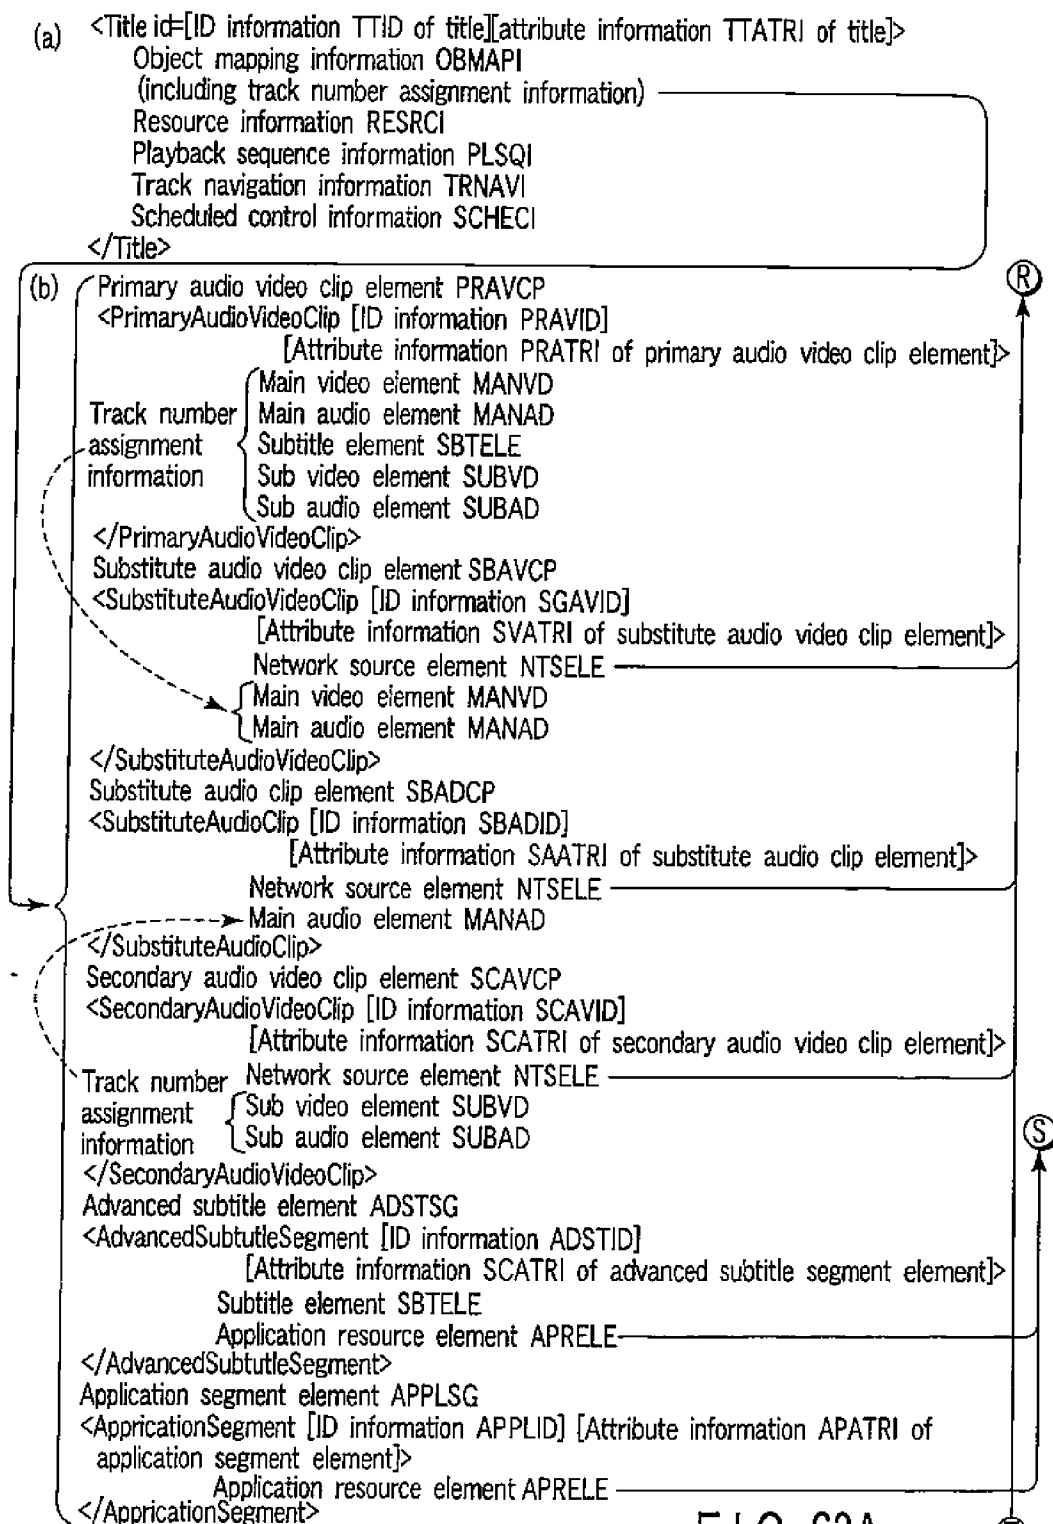 (a) <Title id=[ID information TTID of title][attribute information TTATRI of title]>
Object mapping information OBMAPI
(including track number assignment information)
Resource information RESRCI
Playback sequence information PLSQI
Track navigation information TRNAVI
Scheduled control information SCHECI
</Title>
(b) Primary audio video clip element PRAVCP
R
<PrimaryAudioVideoClip [ID information PRAVID]
[Attribute information PRATRI of primary audio video clip element]>
Track number assignment information
Main video element MANVD
Main audio element MANAD
Subtitle element SBTELE
Sub video element SUBVD
Sub audio element SUBAD
</PrimaryAudioVideoClip>
Substitute audio video clip element SBAVCP
<SubstituteAudioVideoClip [ID information SGAVID]
[Attribute information SVATRI of substitute audio video clip element]>
Network source element NTSELE
Main video element MANVD
Main audio element MANAD
</SubstituteAudioVideoClip>
Substitute audio clip element SBADCP
<SubstituteAudioClip [ID information SBADID]
[Attribute information SAATRI of substitute audio clip element]>
Network source element NTSELE
Main audio element MANAD
</SubstituteAudioClip>
Secondary audio video clip element SCAVCP
<SecondaryAudioVideoClip [ID information SCAVID]
[Attribute information SCATRI of secondary audio video clip element]>
Network source element NTSELE
Track number assignment information
Sub video element SUBVD
Sub audio element SUBAD
S
</SecondaryAudioVideoClip>
Advanced subtitle element ADSTSG
<AdvancedSubtutleSegment [ID information ADSTID]
[Attribute information SCATRI of advanced subtitle segment element]>
Subtitle element SBTELE
Application resource element APRELE
</AdvancedSubtutleSegment>
Application segment element APPLSG
<AppricationSegment [ID information APPLID] [Attribute information APATRI of
application segment element]>
Application resource element APRELE
</AppricationSegment>
FIG. 62A